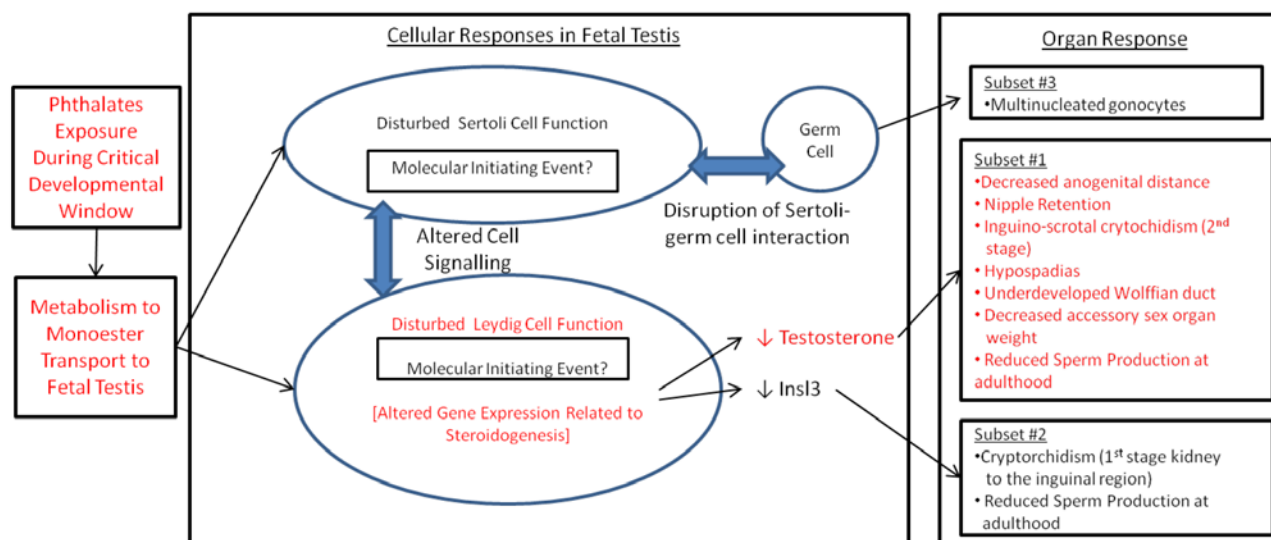 Phthalates
Exposure
During Critical
Developmental
Window
Metabolism to
Monoester
Transport to
Fetal Testis
Cellular Responses in Fetal Testis
Disturbed Sertoli Cell Function
Molecular Initiating Event?
Germ
Cell
Disruption of Sertoli-
germ cell interaction
Altered Cell
Signalling
Disturbed Leydig Cell Function
Molecular Initiating Event?
[Altered Gene Expression Related to
Steroidogenesis]
↓ Testosterone
↓ Insl3
Organ Response
Subset #3
•Multinucleated gonocytes
Subset #1
•Decreased anogenital distance
• Nipple Retention
• Inguino-scrotal crytochidism (2nd
stage)
• Hypospadias
• Underdeveloped Wolffian duct
• Decreased accessory sex organ
weight
• Reduced Sperm Production at
adulthood
Subset #2
•Cryptorchidism (1st stage kidney
to the inguinal region)
• Reduced Sperm Production at
adulthood